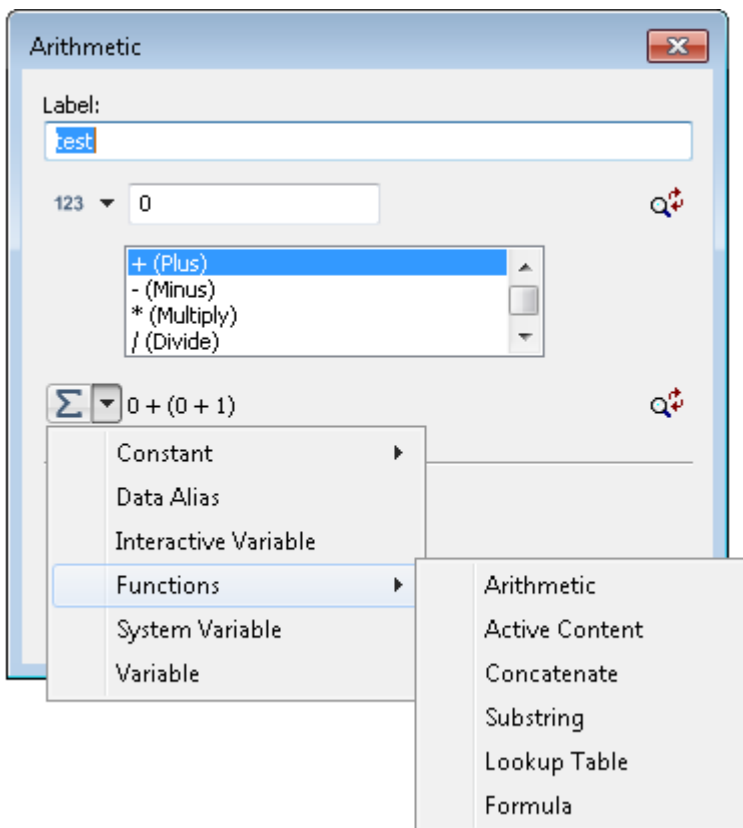 Arithmetic
Label:
test
123 0
+ (Plus)
- (Minus)
* (Multiply)
/ (Divide)
Σ 0 + (0 + 1)
Constant
Data Alias
Interactive Variable
Functions
System Variable
Variable
Arithmetic
Active Content
Concatenate
Substring
Lookup Table
Formula